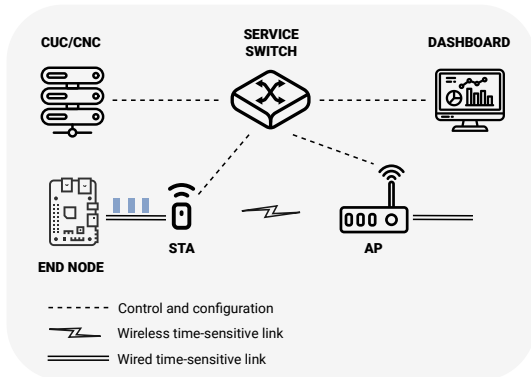 CUC/CNC
SERVICE
SWITCH
DASHBOARD
STA
AP
END NODE
Control and configuration
Wireless time-sensitive link
Wired time-sensitive link